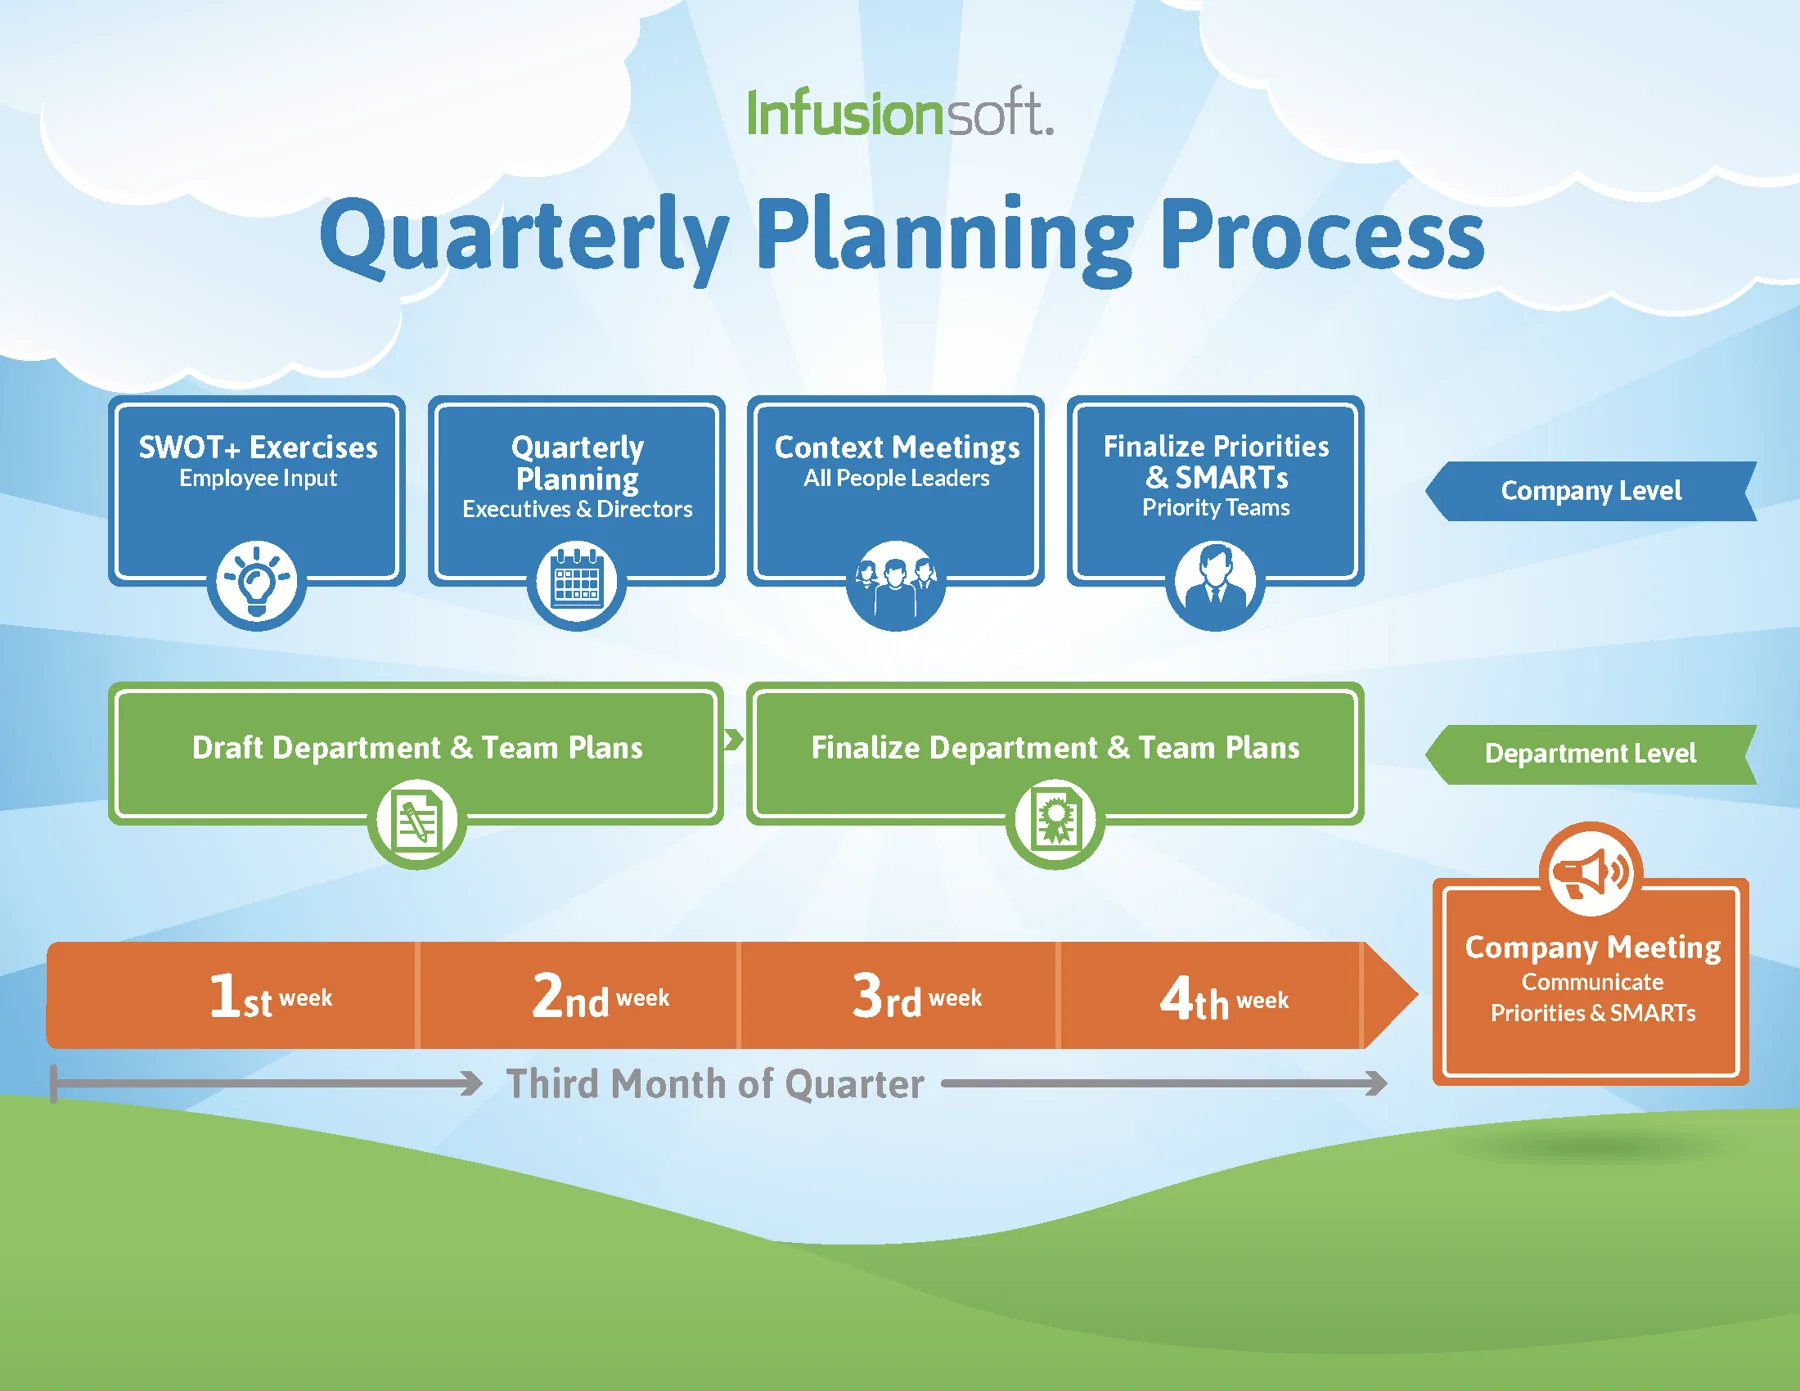 Infusionsoft.
Quarterly Planning Process
SWOT+ Exercises
Employee Input
Quarterly
Planning
Executives & Directors
Context Meetings
All People Leaders
Finalize Priorities
& SMARTs
Priority Teams
Company Level
Draft Department & Team Plans
Finalize Department & Team Plans
Department Level
1st week
2nd week
3rd week
4th week
Company Meeting
Communicate
Priorities & SMARTs
Third Month of Quarter